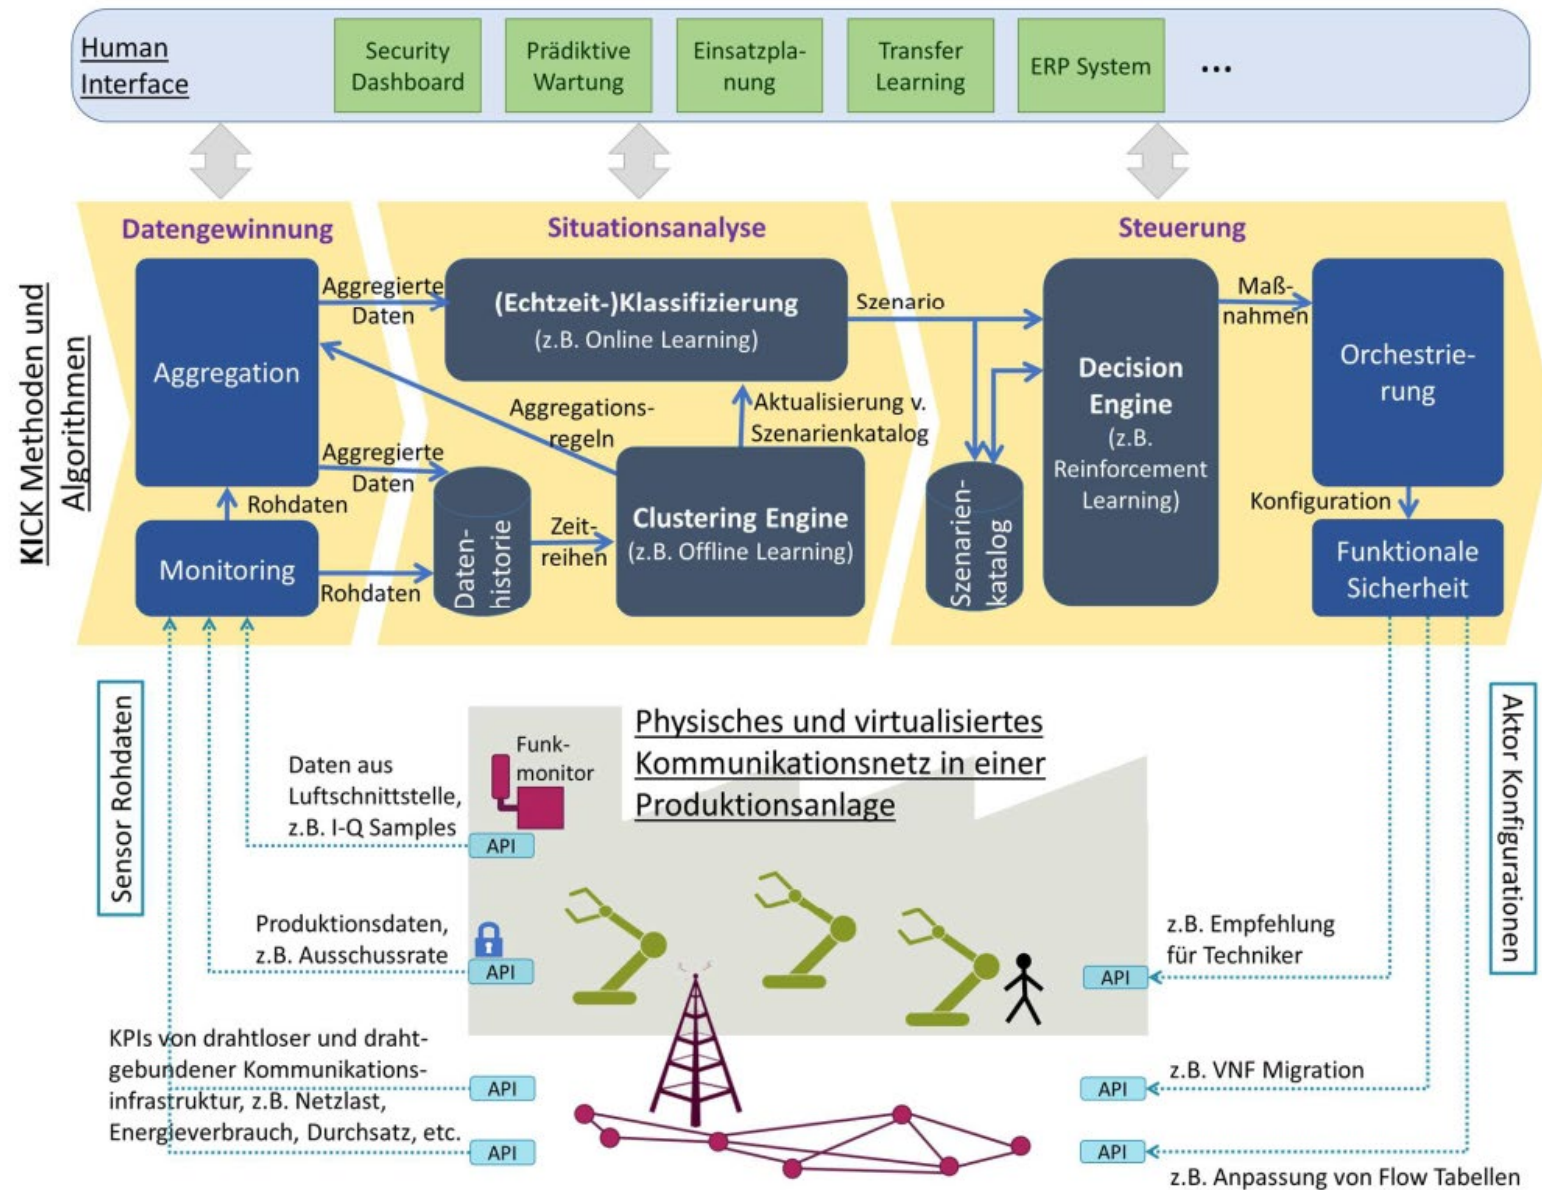 Human
Interface
Security
Dashboard
Prädiktive
Wartung
Einsatzpla-
nung
Transfer
Learning
ERP System
...
KICK Methoden und
Algorithmen
Datengewinnung
Situationsanalyse
Steuerung
Aggregation
Aggregierte
Daten
(Echtzeit-)Klassifizierung
(z.B. Online Learning)
Szenario
Decision
Engine
(z.B.
Reinforcement
Learning)
Maß-
nahmen
Orchestrie-
rung
Aggregations-
regeln
Aktualisierung v.
Szenarienkatalog
Aggregierte
Daten
Rohdaten
Monitoring
Rohdaten
Daten-
historie
Zeit-
reihen
Clustering Engine
(z.B. Offline Learning)
Szenarien-
katalog
Konfiguration
Funktionale
Sicherheit
Sensor Rohdaten
Aktor Konfigurationen
Physisches und virtualisiertes
Kommunikationsnetz in einer
Produktionsanlage
Funk-
monitor
Daten aus
Luftschnittstelle,
z.B. I-Q Samples
API
Produktionsdaten,
z.B. Ausschussrate
API
z.B. Empfehlung
für Techniker
API
KPIs von drahtloser und draht-
gebundener Kommunikations-
infrastruktur, z.B. Netzlast,
Energieverbrauch, Durchsatz, etc.
API
API
API
z.B. VNF Migration
API
z.B. Anpassung von Flow Tabellen